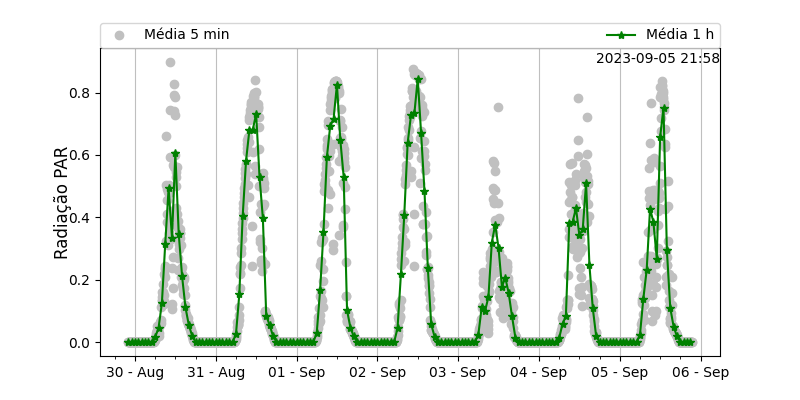 Média 5 min
Média 1 h
2023-09-05 21:58
Radiação PAR
0.8
0.6
0.4
0.2
0.0
30 - Aug
31 - Aug
01 - Sep
02 - Sep
03 - Sep
04 - Sep
05 - Sep
06 - Sep